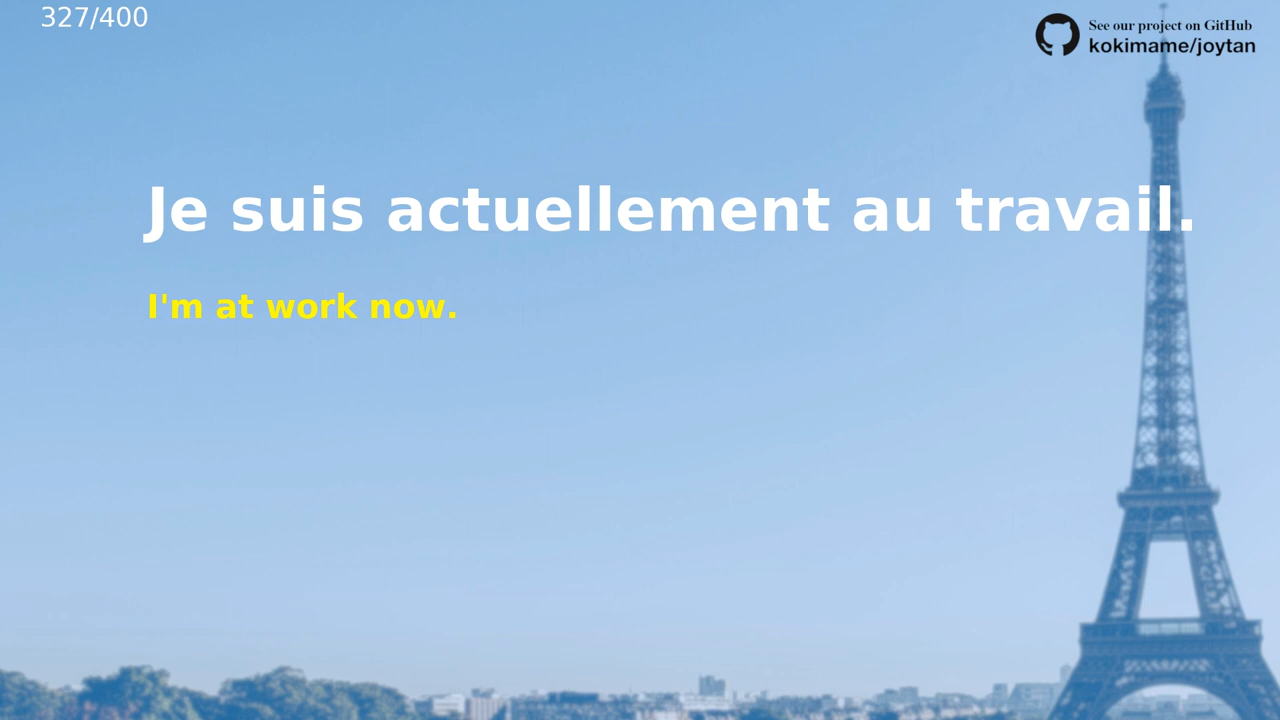 327/400
See our project on GitHub
kokimame/joytan
Je suis actuellement au travail.
I'm at work now.